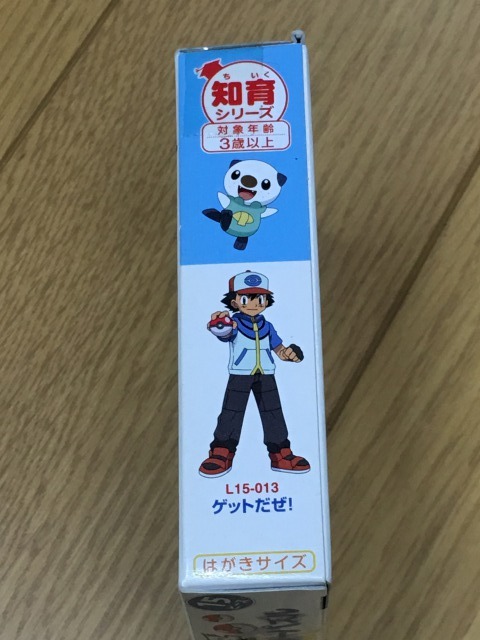 ちいく
知育
シリーズ
対象年齢
3歳以上
L15-013
ゲットだぜ!
はがきサイズ